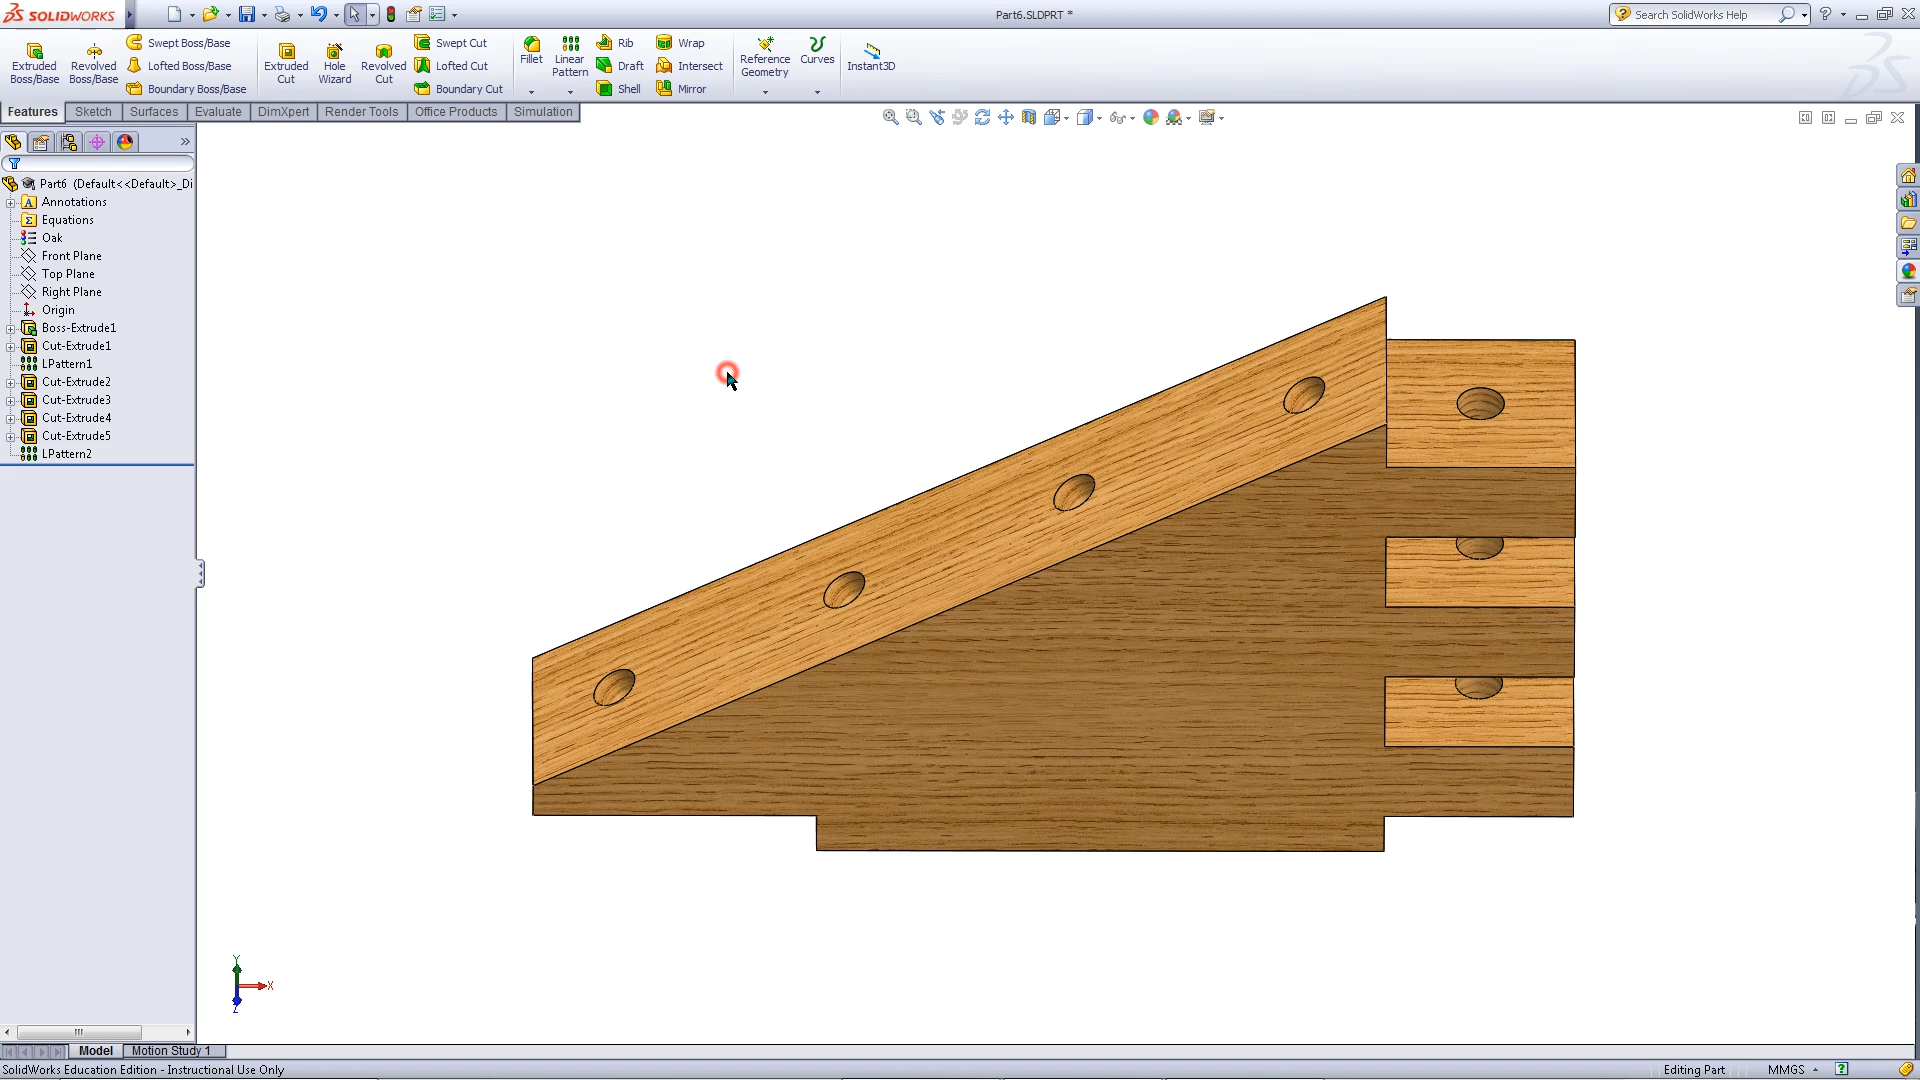 SOLIDWORKS
Part6.SLDPRT *
Search SolidWorks Help
Extruded Boss/Base
Revolved Boss/Base
Swept Boss/Base
Lofted Boss/Base
Boundary Boss/Base
Extruded Cut
Hole Wizard
Revolved Cut
Swept Cut
Lofted Cut
Boundary Cut
Fillet
Linear Pattern
Rib
Draft
Shell
Wrap
Intersect
Mirror
Reference Geometry
Curves
Instant3D
Features
Sketch
Surfaces
Evaluate
DimXpert
Render Tools
Office Products
Simulation
Part6 (Default<<Default>_Di
Annotations
Equations
Oak
Front Plane
Top Plane
Right Plane
Origin
Boss-Extrude1
Cut-Extrude1
LPattern1
Cut-Extrude2
Cut-Extrude3
Cut-Extrude4
Cut-Extrude5
LPattern2
Y
X
Z
Model
Motion Study 1
SolidWorks Education Edition - Instructional Use Only
Editing Part
MMGS